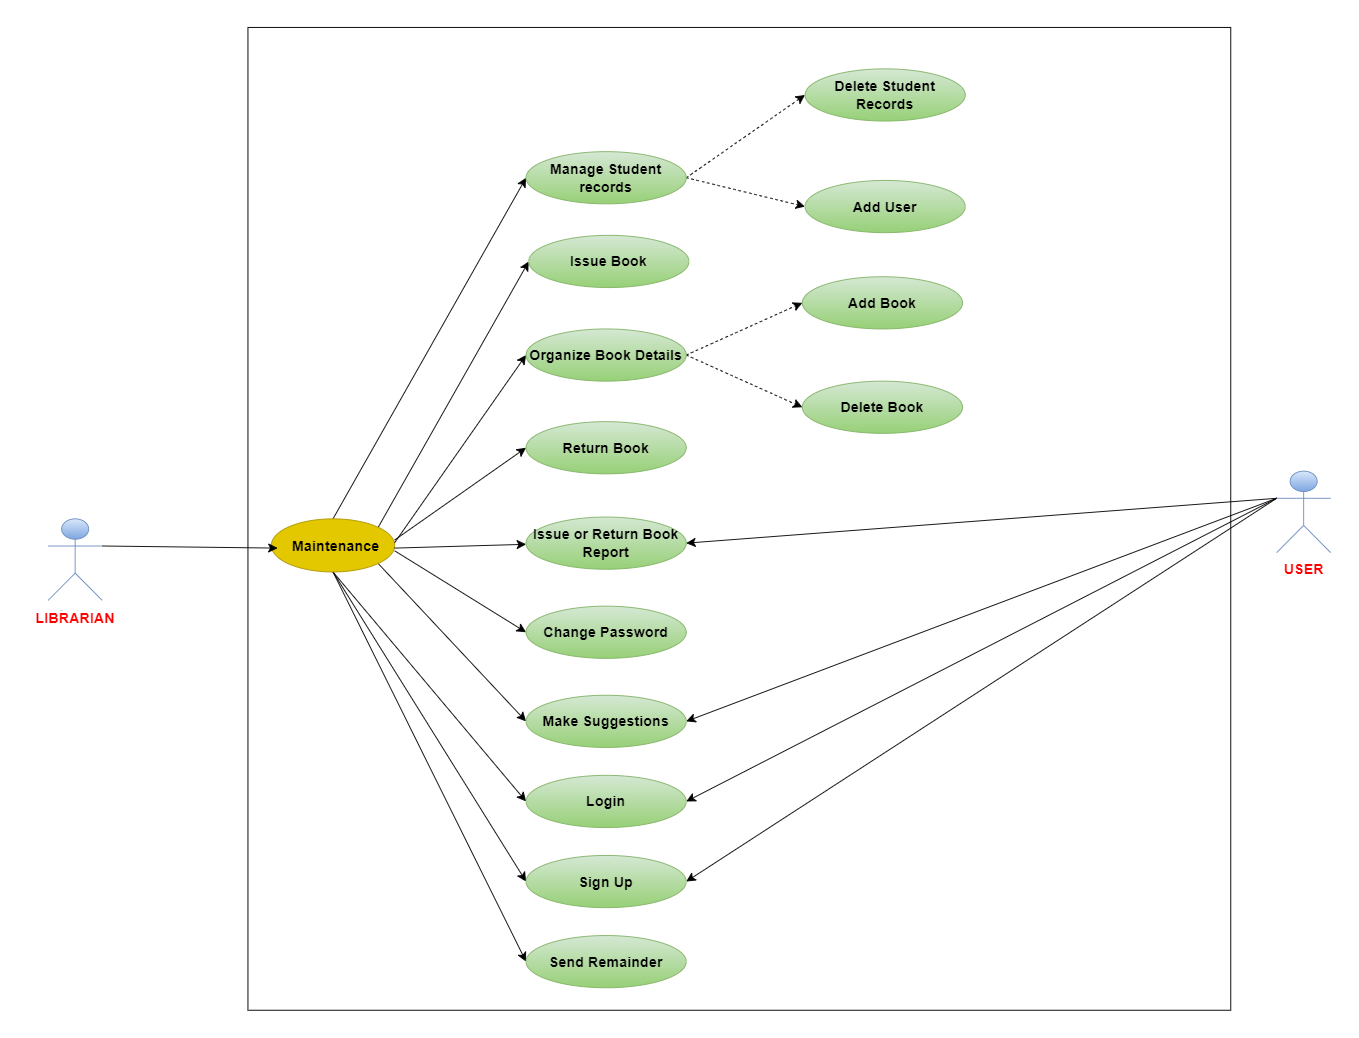 Delete Student
Records
Manage Student
records
Add User
Issue Book
Add Book
Organize Book Details
Delete Book
Return Book
Issue or Return Book
Report
Maintenance
LIBRARIAN
USER
Change Password
Make Suggestions
Login
Sign Up
Send Remainder